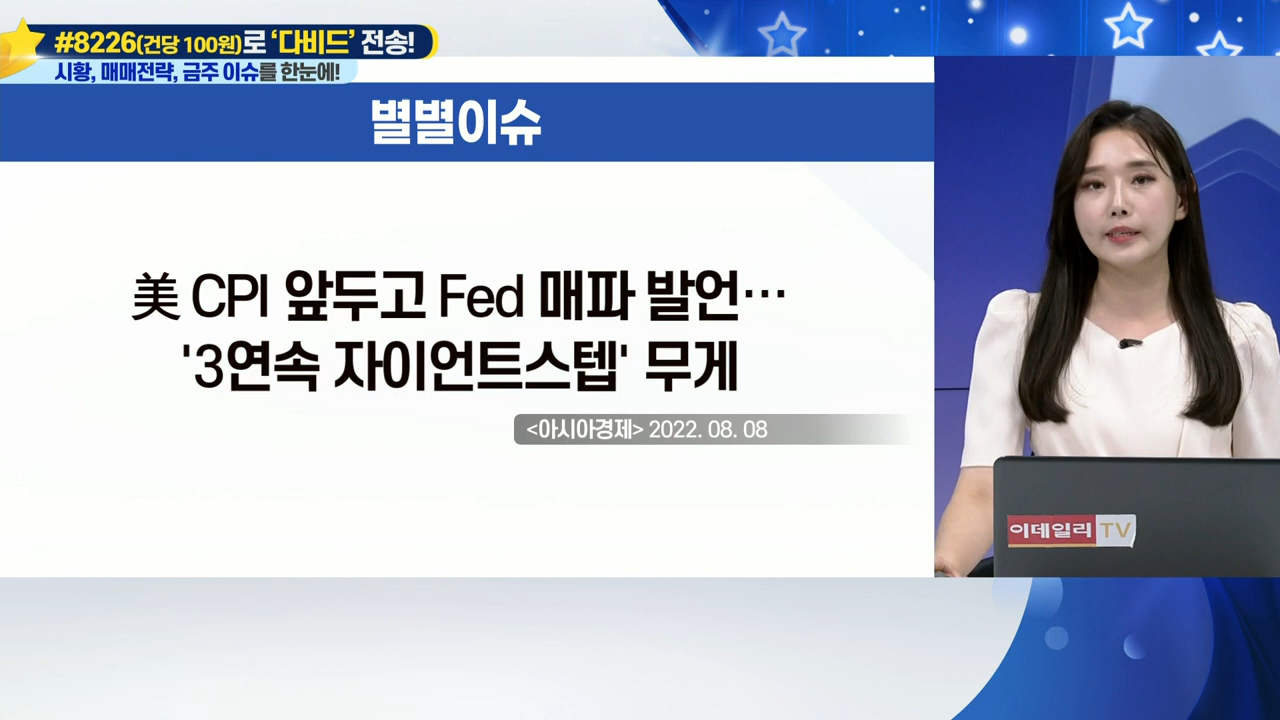 #8226(건당 100원)로 '다비드' 전송!
시황, 매매전략, 금주 이슈를 한눈에!
별별이슈
美 CPI 앞두고 Fed 매파 발언…
'3연속 자이언트스텝' 무게
<아시아경제> 2022. 08. 08
이데일리 TV